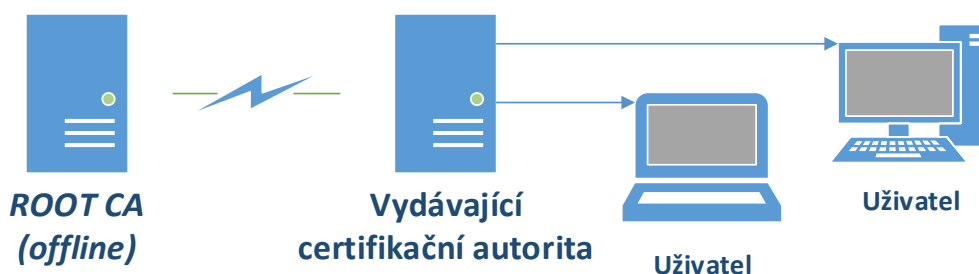 ROOT CA
(offline)
Vydávající
certifikační autorita
Uživatel
Uživatel